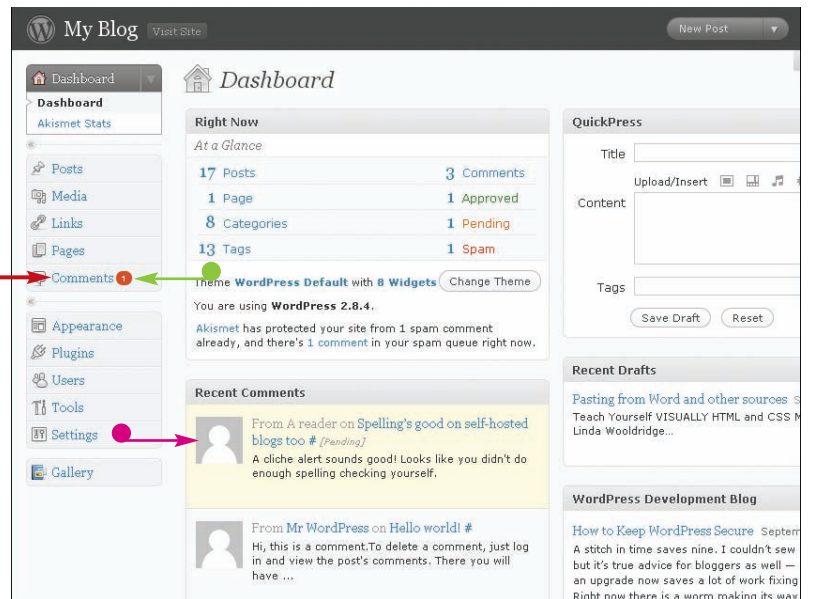 My Blog Visit Site
New Post
Dashboard
Dashboard
Akismet Stats
Posts
Media
Links
Pages
Comments 1
Appearance
Plugins
Users
Tools
Settings
Gallery
Dashboard
Right Now
At a Glance
17 Posts 3 Comments
1 Page 1 Approved
8 Categories 1 Pending
13 Tags 1 Spam
Theme WordPress Default with 8 Widgets Change Theme
You are using WordPress 2.8.4.
Akismet has protected your site from 1 spam comment
already, and there's 1 comment in your spam queue right now.
Recent Comments
From A reader on Spelling's good on self-hosted
blogs too # [Pending]
A cliche alert sounds good! Looks like you didn't do
enough spelling checking yourself.
From Mr WordPress on Hello world! #
Hi, this is a comment.To delete a comment, just log
in and view the post's comments. There you will
have ...
QuickPress
Title
Upload/Insert
Content
Tags
Save Draft Reset
Recent Drafts
Pasting from Word and other sources
Teach Yourself VISUALLY HTML and CSS
Linda Wooldridge...
WordPress Development Blog
How to Keep WordPress Secure Septem
A stitch in time saves nine. I couldn't sew
but it's true advice for bloggers as well —
an upgrade now saves a lot of work fixing
Right now there is a worm making its way